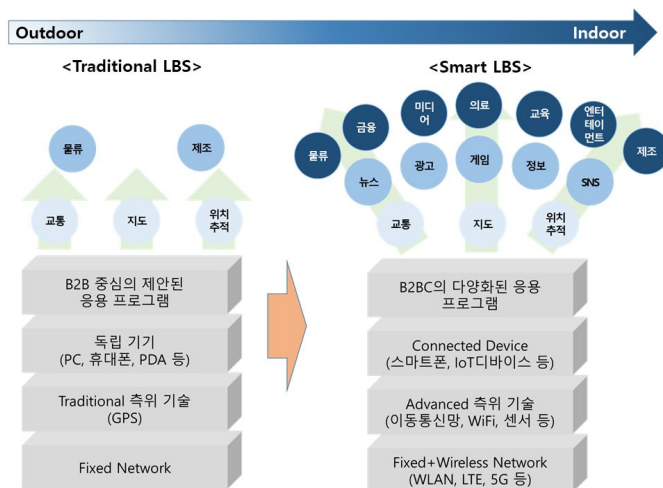 Outdoor
Indoor
<Traditional LBS>
<Smart LBS>
물류
제조
교통
지도
위치
추적
B2B 중심의 제안된
응용 프로그램
독립 기기
(PC, 휴대폰, PDA 등)
Traditional 측위 기술
(GPS)
Fixed Network
물류
금융
미디
어
의료
교육
엔터
테이
먼트
제조
뉴스
광고
게임
정보
SNS
교통
지도
위치
추적
B2BC의 다양화된 응용
프로그램
Connected Device
(스마트폰, IoT디바이스 등)
Advanced 측위 기술
(이동통신망, WiFi, 센서 등)
Fixed+Wireless Network
(WLAN, LTE, 5G 등)